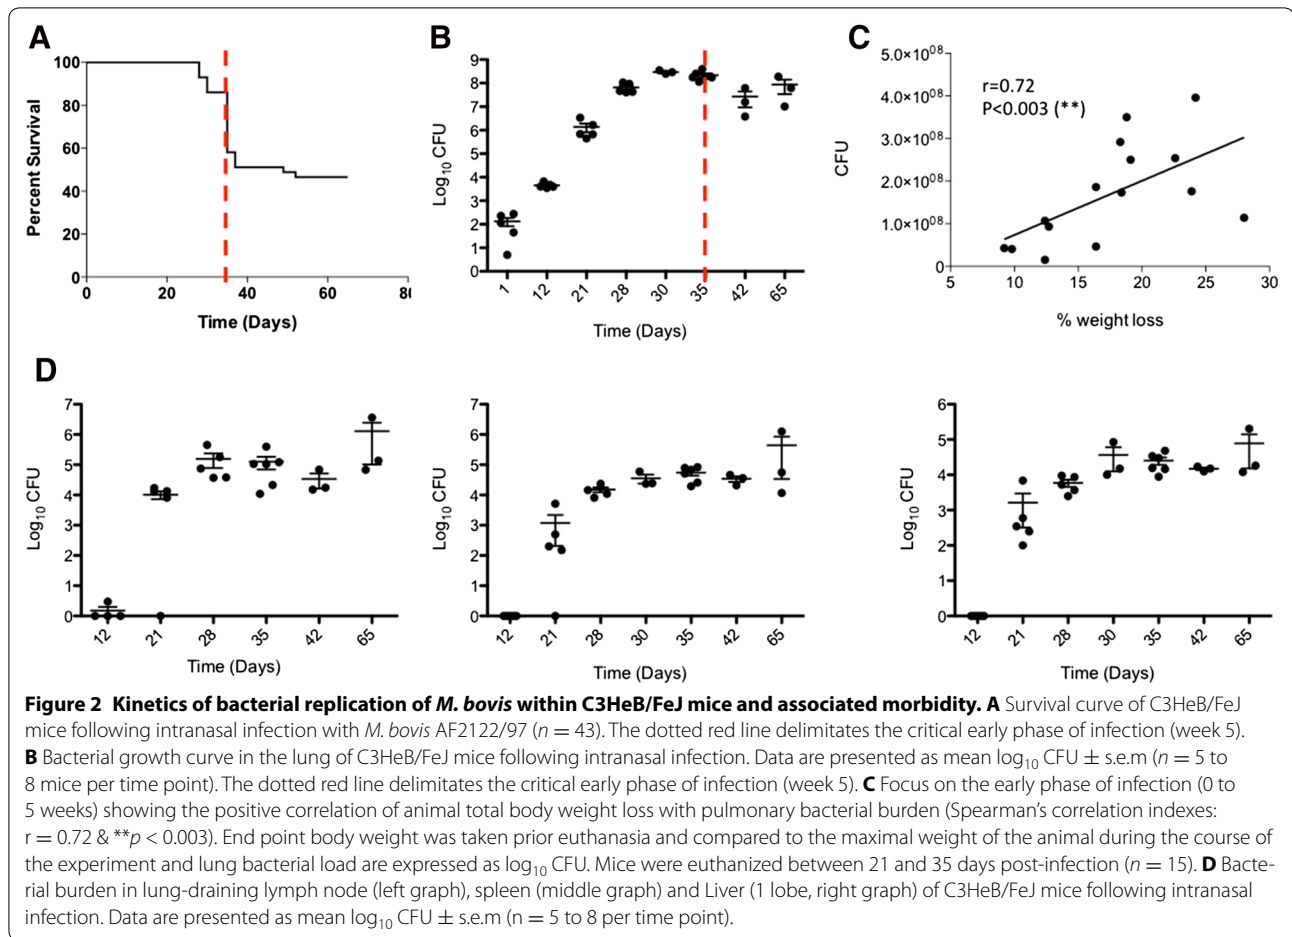 A
Percent Survival
100
80
60
40
20
0
0 20 40 60 8
Time (Days)
B
Log10 CFU
9
8
7
6
5
4
3
2
1
0
1 12 21 28 30 35 42 65
Time (Days)
C
CFU
5.0×10^08
4.0×10^08
3.0×10^08
2.0×10^08
1.0×10^08
0
r=0.72
P<0.003 (**)
5 10 15 20 25 30
% weight loss
D
Log10 CFU
7
6
5
4
3
2
1
0
12 21 28 35 42 65
Time (Days)
Log10 CFU
7
6
5
4
3
2
1
0
12 21 28 30 35 42 65
Time (Days)
Log10 CFU
6
5
4
3
2
1
0
12 21 28 30 35 42 65
Time (Days)
Figure 2 Kinetics of bacterial replication of M. bovis within C3HeB/FeJ mice and associated morbidity. A Survival curve of C3HeB/FeJ
mice following intranasal infection with M. bovis AF2122/97 (n = 43). The dotted red line delimitates the critical early phase of infection (week 5).
B Bacterial growth curve in the lung of C3HeB/FeJ mice following intranasal infection. Data are presented as mean log10 CFU ± s.e.m (n = 5 to
8 mice per time point). The dotted red line delimitates the critical early phase of infection (week 5). C Focus on the early phase of infection (0 to
5 weeks) showing the positive correlation of animal total body weight loss with pulmonary bacterial burden (Spearman's correlation indexes:
r = 0.72 & **p < 0.003). End point body weight was taken prior euthanasia and compared to the maximal weight of the animal during the course of
the experiment and lung bacterial load are expressed as log10 CFU. Mice were euthanized between 21 and 35 days post-infection (n = 15). D Bacte-
rial burden in lung-draining lymph node (left graph), spleen (middle graph) and Liver (1 lobe, right graph) of C3HeB/FeJ mice following intranasal
infection. Data are presented as mean log10 CFU ± s.e.m (n = 5 to 8 per time point).